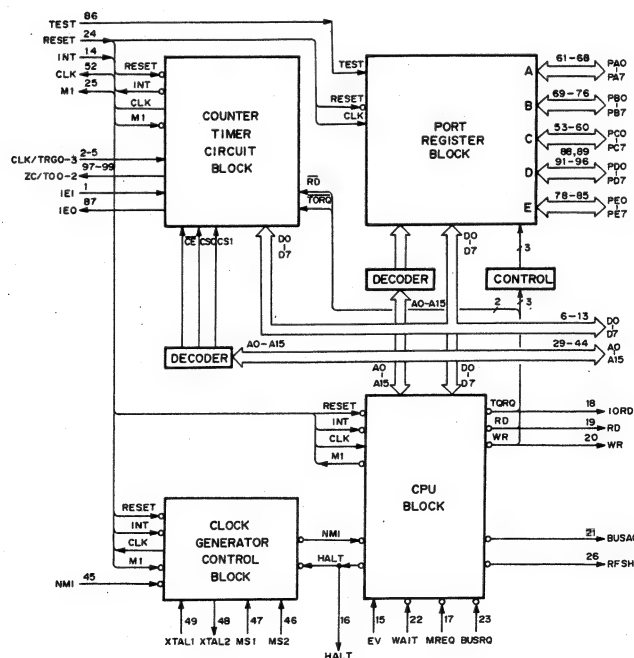 TEST 86
RESET 24
INT 14
CLK 52
M1 25
CLK/TRG0-3 2-5
ZC/TO0-2 97-99
IEI 1
IEO 87
RESET
INT
CLK
M1
COUNTER
TIMER
CIRCUIT
BLOCK
CE CS0 CS1
D0
D7
RD
TORQ
TEST
RESET
CLK
PORT
REGISTER
BLOCK
A 61-68 PA0
PA7
B 69-76 PB0
PB7
C 53-60 PC0
PC7
D 88,89
91-96 PD0
PD7
E 78-85 PE0
PE7
D0
D7
3
DECODER
CONTROL
A0-A15
2
3
6-13 D0
D7
DECODER
A0-A15
29-44 A0
A15
A0
A15
D0
D7
RESET
INT
CLK
M1
CPU
BLOCK
TORQ 18 IORD
RD 19 RD
WR 20 WR
21 BUSAC
26 RFSH
RESET
INT
CLK
M1
NMI 45
CLOCK
GENERATOR
CONTROL
BLOCK
NMI
HALT
16
HALT
49 48 47 46
XTAL1 XTAL2 MS1 MS2
15 22 17 23
EV WAIT MREQ BUSRQ